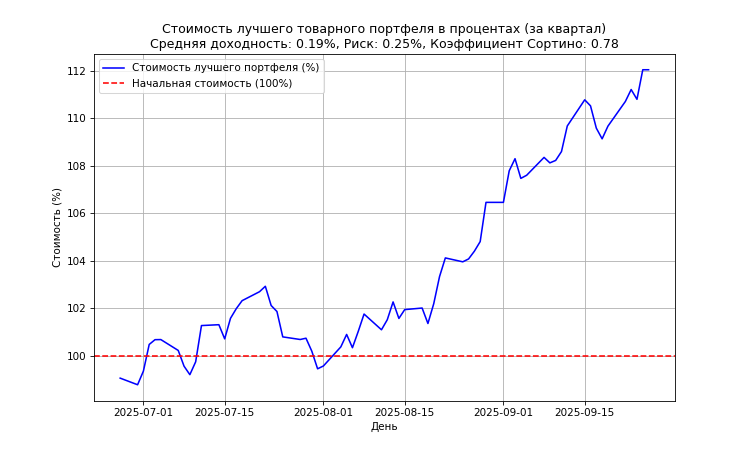 Стоимость лучшего товарного портфеля в процентах (за квартал)
Средняя доходность: 0.19%, Риск: 0.25%, Коэффициент Сортино: 0.78
Стоимость лучшего портфеля (%)
Начальная стоимость (100%)
Стоимость (%)
112
110
108
106
104
102
100
2025-07-01
2025-07-15
2025-08-01
2025-08-15
2025-09-01
2025-09-15
День